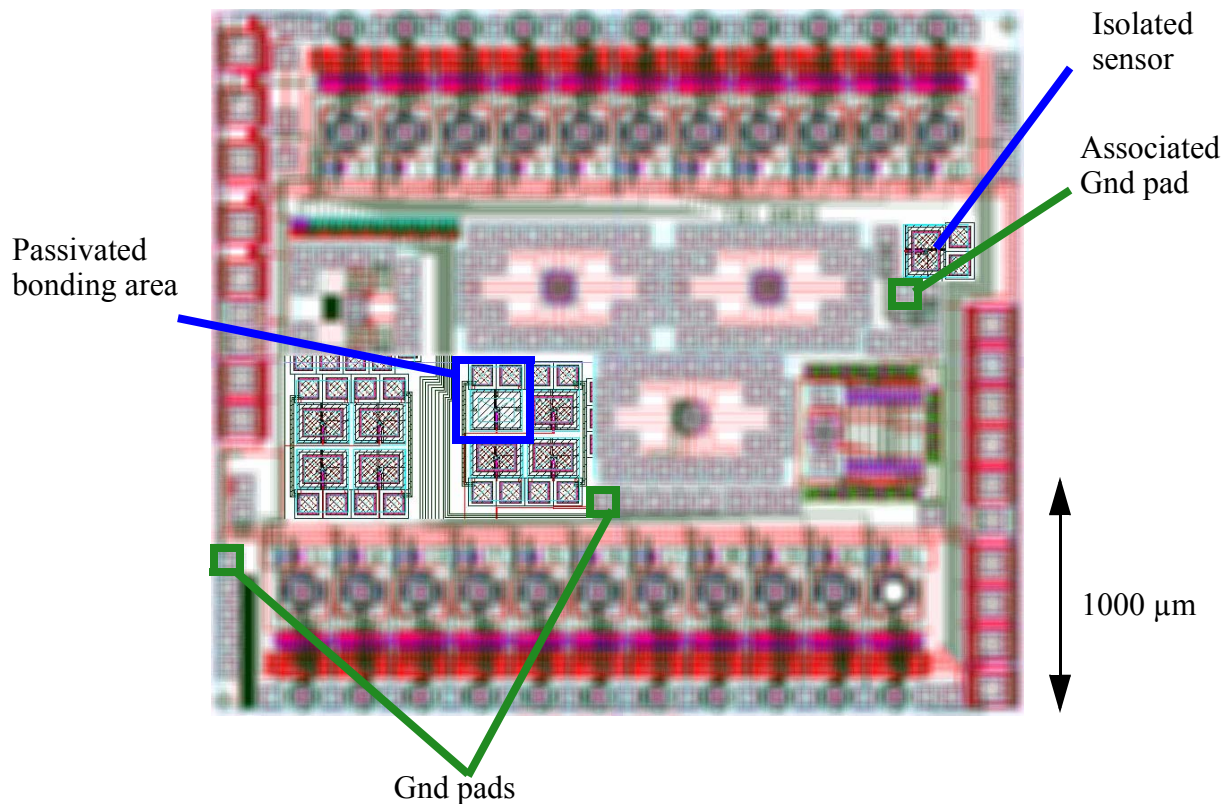 Isolated
sensor
Associated
Gnd pad
Passivated
bonding area
1000 µm
Gnd pads